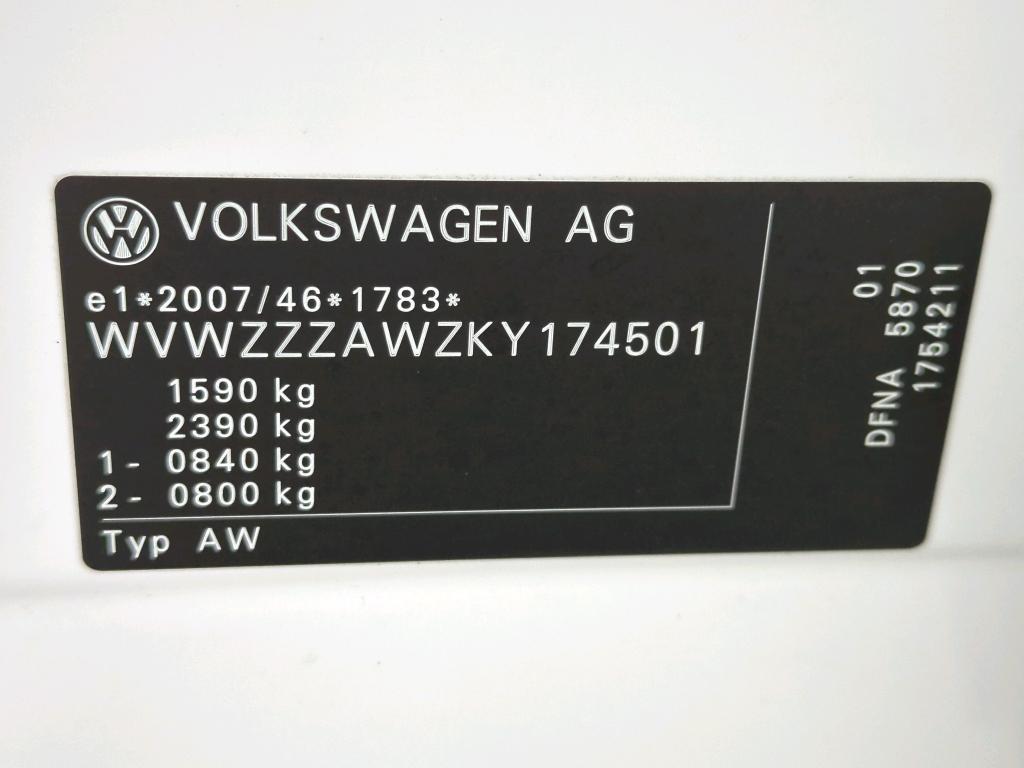 VOLKSWAGEN AG
e1*2007/46*1783*
WVWZZZAWZKY174501
1590 kg
2390 kg
1- 0840 kg
2- 0800 kg
Typ AW
01
DFNA 5870
1754211